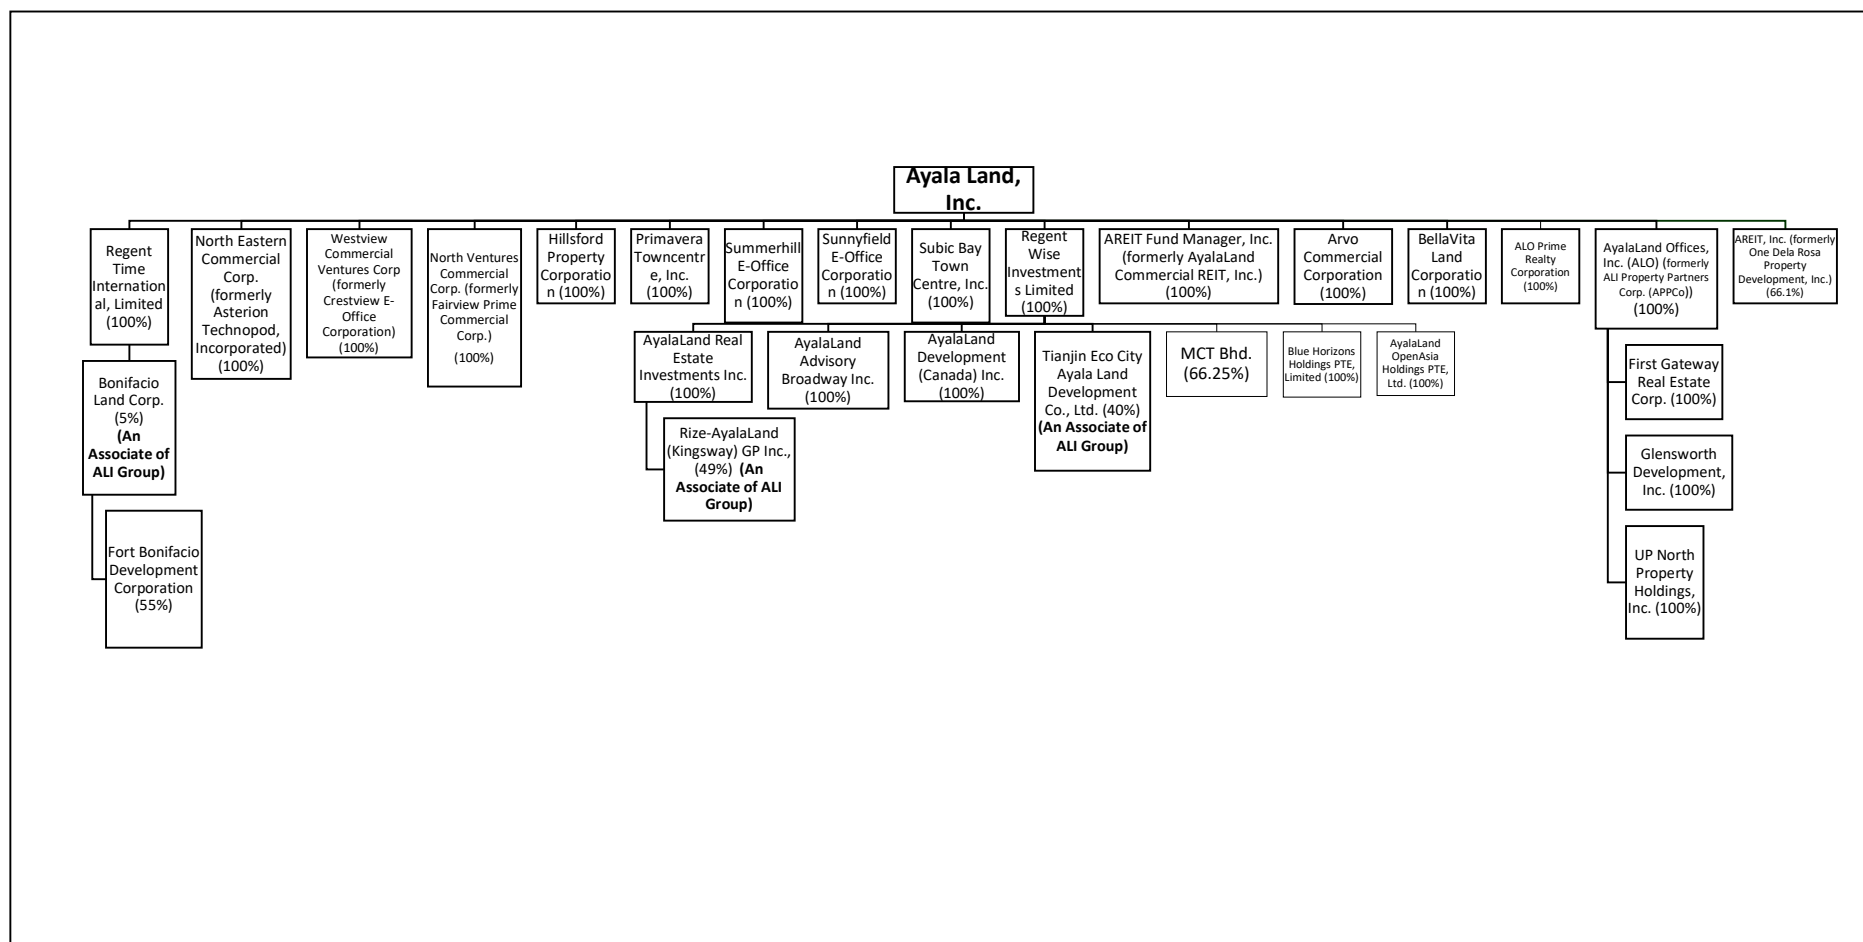 Ayala Land,
Inc.
Regent
Time
Internation
al, Limited
(100%)
North Eastern
Commercial
Corp.
(formerly
Asterion
Technopod,
Incorporated)
(100%)
Westview
Commercial
Ventures Corp
(formerly
Crestview E-
Office
Corporation)
(100%)
North Ventures
Commercial
Corp. (formerly
Fairview Prime
Commercial
Corp.)
(100%)
Hillsford
Property
Corporatio
n (100%)
Primavera
Towncentr
e, Inc.
(100%)
Summerhill
E-Office
Corporatio
n (100%)
Sunnyfield
E-Office
Corporatio
n (100%)
Subic Bay
Town
Centre, Inc.
(100%)
Regent
Wise
Investment
s Limited
(100%)
AREIT Fund Manager, Inc.
(formerly AyalaLand
Commercial REIT, Inc.)
(100%)
Arvo
Commercial
Corporation
(100%)
BellaVita
Land
Corporatio
n (100%)
ALO Prime
Realty
Corporation
(100%)
AyalaLand Offices,
Inc. (ALO) (formerly
ALI Property Partners
Corp. (APPCo))
(100%)
AREIT, Inc. (formerly
One Dela Rosa
Property
Development, Inc.)
(66.1%)
Bonifacio
Land Corp.
(5%)
(An
Associate of
ALI Group)
Fort Bonifacio
Development
Corporation
(55%)
AyalaLand Real
Estate
Investments Inc.
(100%)
AyalaLand
Advisory
Broadway Inc.
(100%)
AyalaLand
Development
(Canada) Inc.
(100%)
Tianjin Eco City
Ayala Land
Development
Co., Ltd. (40%)
(An Associate of
ALI Group)
MCT Bhd.
(66.25%)
Blue Horizons
Holdings PTE,
Limited (100%)
AyalaLand
OpenAsia
Holdings PTE,
Ltd. (100%)
Rize-AyalaLand
(Kingsway) GP Inc.,
(49%) (An
Associate of ALI
Group)
First Gateway
Real Estate
Corp. (100%)
Glensworth
Development,
Inc. (100%)
UP North
Property
Holdings,
Inc. (100%)